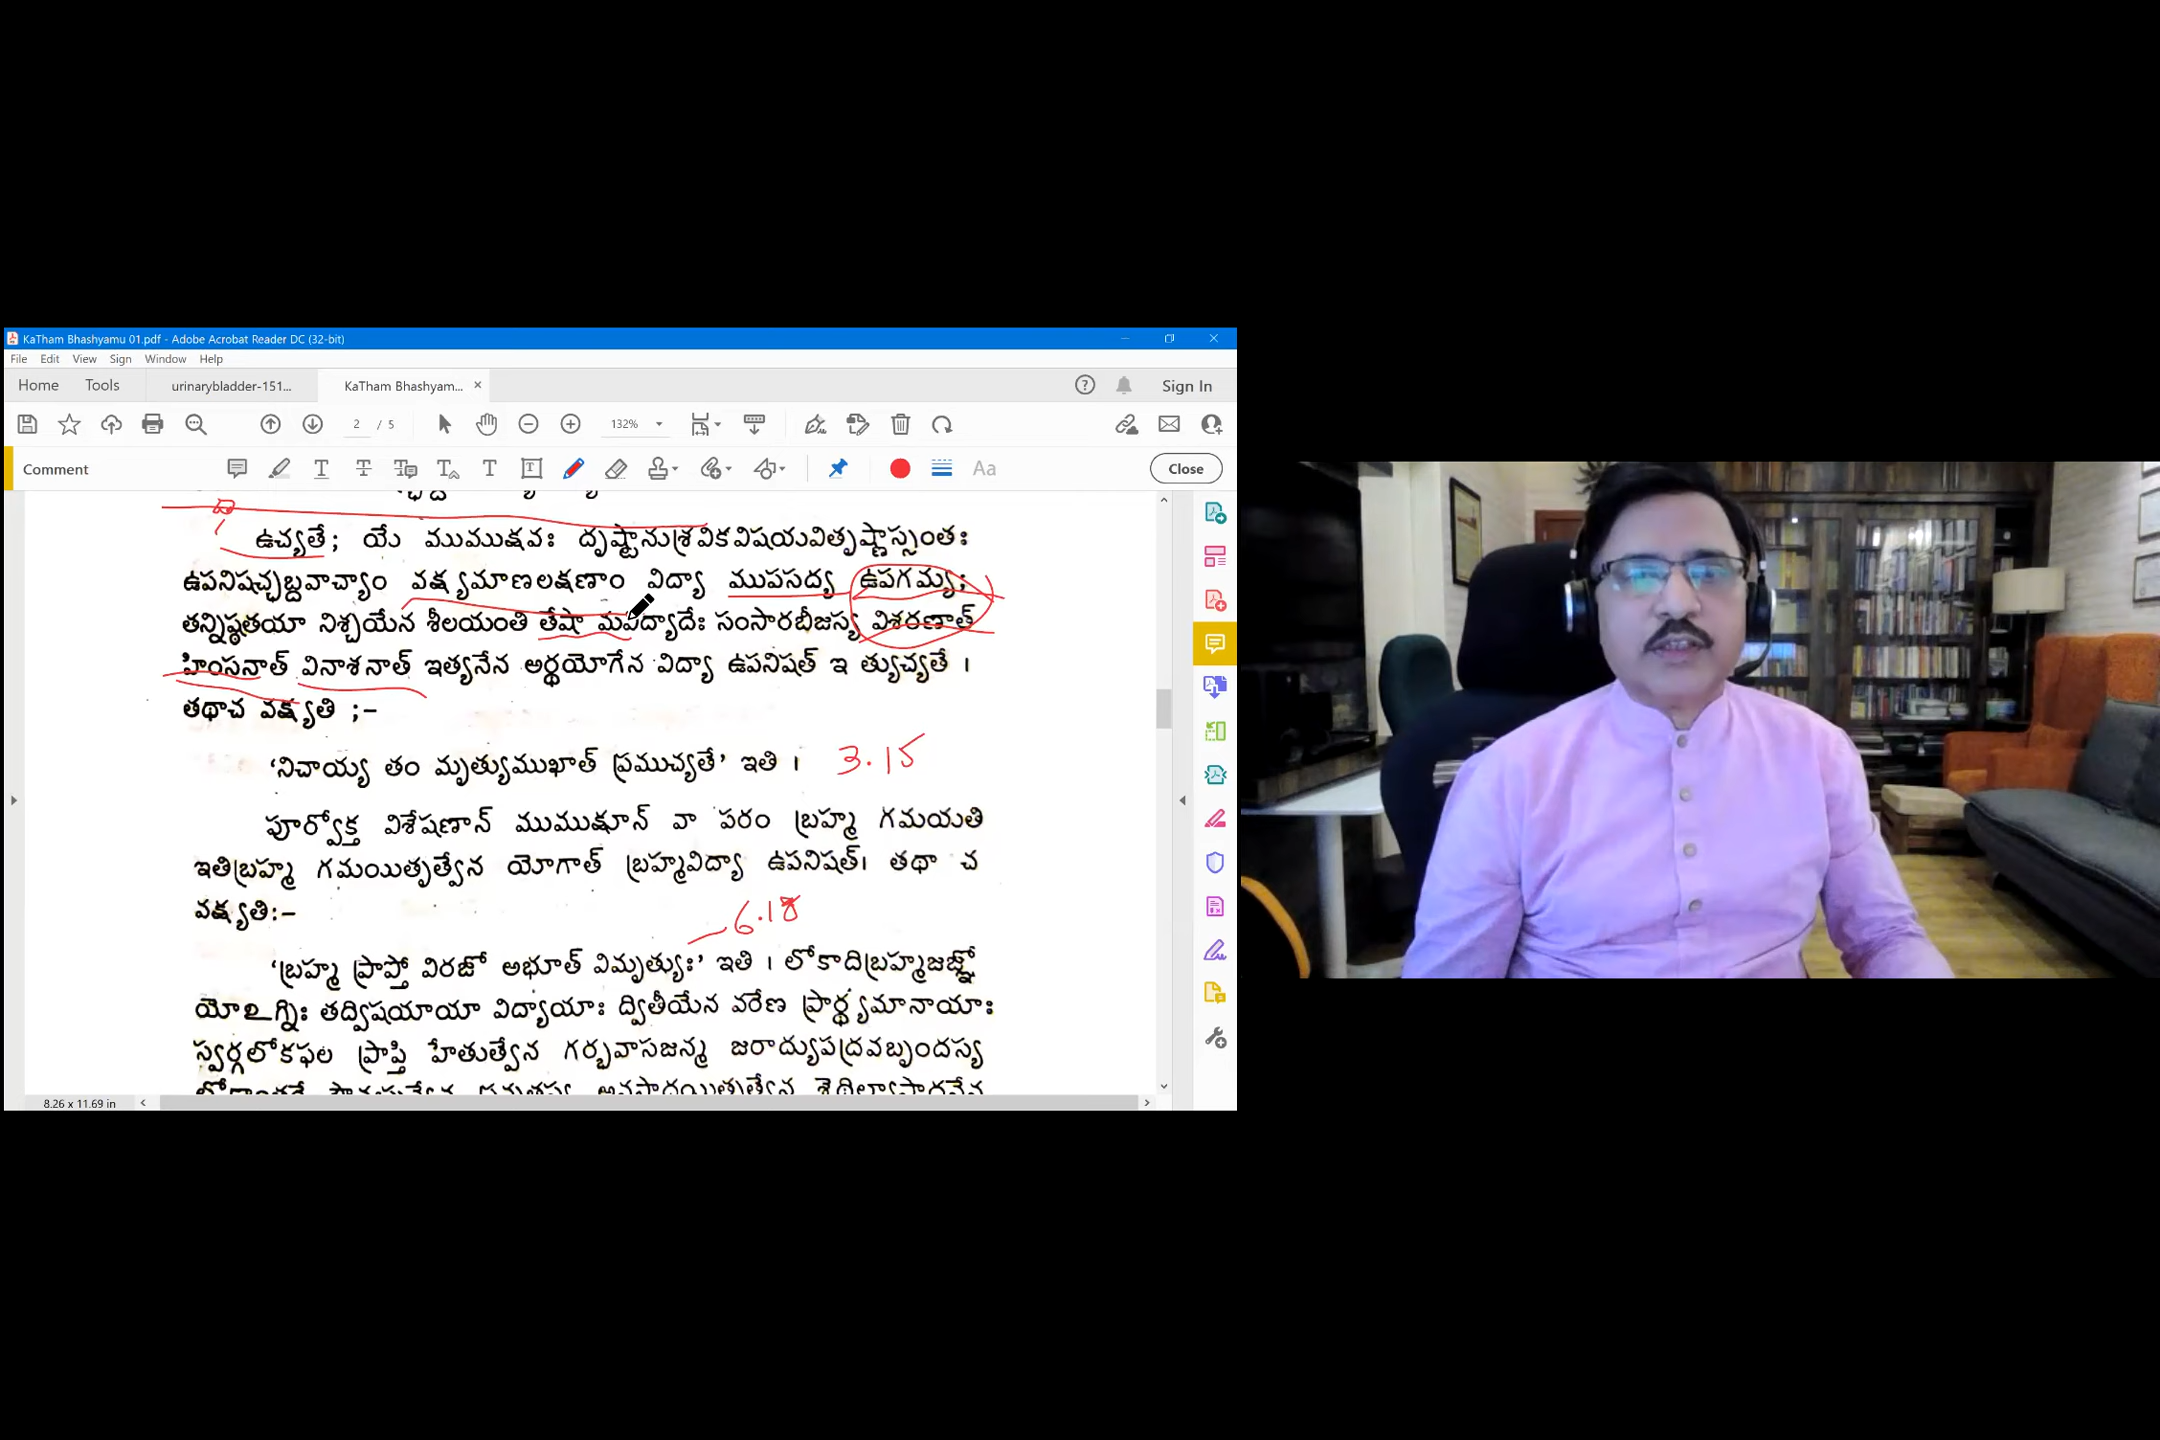 KaTham Bhashyamu 01.pdf - Adobe Acrobat Reader DC (32-bit)
File Edit View Sign Window Help
Home Tools urinarybladder-151... KaTham Bhashyam... × Sign In
2 / 5 132%
Comment Aa Close
ఉచ్యతే; యే ముముక్షవః దృష్టానుశ్రవికవిషయవితృష్ణాస్సంతః
ఉపనిషచ్ఛబ్దవాచ్యాం వక్ష్యమాణలక్షణాం విద్యా ముపసద్య ఉపగమ్య;
తన్నిష్ఠతయా నిశ్చయేన శీలయంతి తేషా మవిద్యాదేః సంసారబీజస్య విశరణాత్
హింసనాత్ వినాశనాత్ ఇత్యనేన అర్థయోగేన విద్యా ఉపనిషత్ ఇ త్యుచ్యతే ।
తథాచ వక్ష్యతి ;-
‘నిచాయ్య తం మృత్యుముఖాత్ ప్రముచ్యతే’ ఇతి । 3.15
పూర్వోక్త విశేషణాన్ ముముక్షూన్ వా పరం బ్రహ్మ గమయతి
ఇతిబ్రహ్మ గమయితృత్వేన యోగాత్ బ్రహ్మవిద్యా ఉపనిషత్। తథా చ
వక్ష్యతి:-
6.18
‘బ్రహ్మ ప్రాప్తో విరజో అభూత్ విమృత్యుః’ ఇతి । లోకాదిబ్రహ్మజజ్ఞో
యోఽగ్నిః తద్విషయాయా విద్యాయాః ద్వితీయేన వరేణ ప్రార్థ్యమానాయాః
స్వర్గలోకఫల ప్రాప్తి హేతుత్వేన గర్భవాసజన్మ జరాద్యుపద్రవబృందస్య
8.26 x 11.69 in